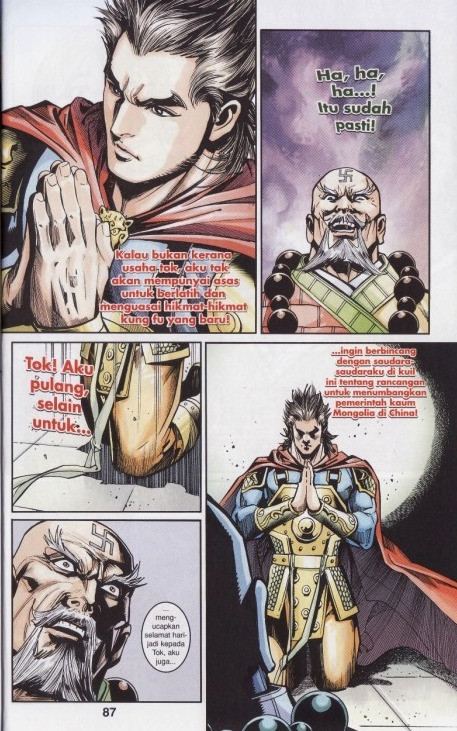 Kalau bukan kerana
usaha tok, aku tak
akan mempunyai asas
untuk berlatih dan
menguasai hikmat-hikmat
kung fu yang baru!
Ha, ha,
ha...!
Itu sudah
pasti!
Tok! Aku
pulang,
selain
untuk...
...
meng-
ucapkan
selamat hari-
jadi kepada
Tok, aku
juga...
...ingin berbincang
dengan saudara-
saudaraku di kuil
ini tentang rancangan
untuk menumbangkan
pemerintah kaum
Mongolia di China!
87